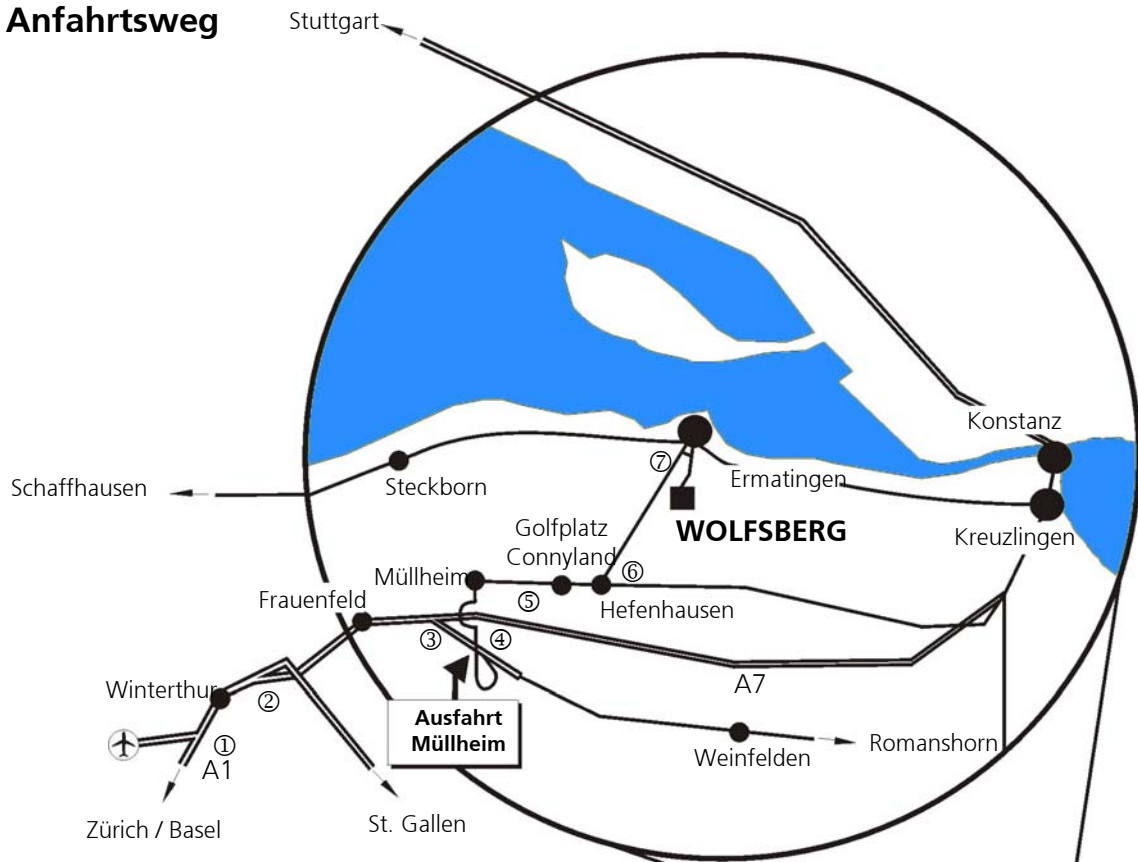 Anfahrtsweg
Stuttgart
Konstanz
Schaffhausen
Steckborn
⑦
Ermatingen
WOLFSBERG
Kreuzlingen
Golfplatz
Connyland
Müllheim
⑥
⑤
Hefenhausen
Frauenfeld
③
④
A7
Winterthur
②
Ausfahrt
Müllheim
①
A1
Weinfelden
Romanshorn
Zürich / Basel
St. Gallen